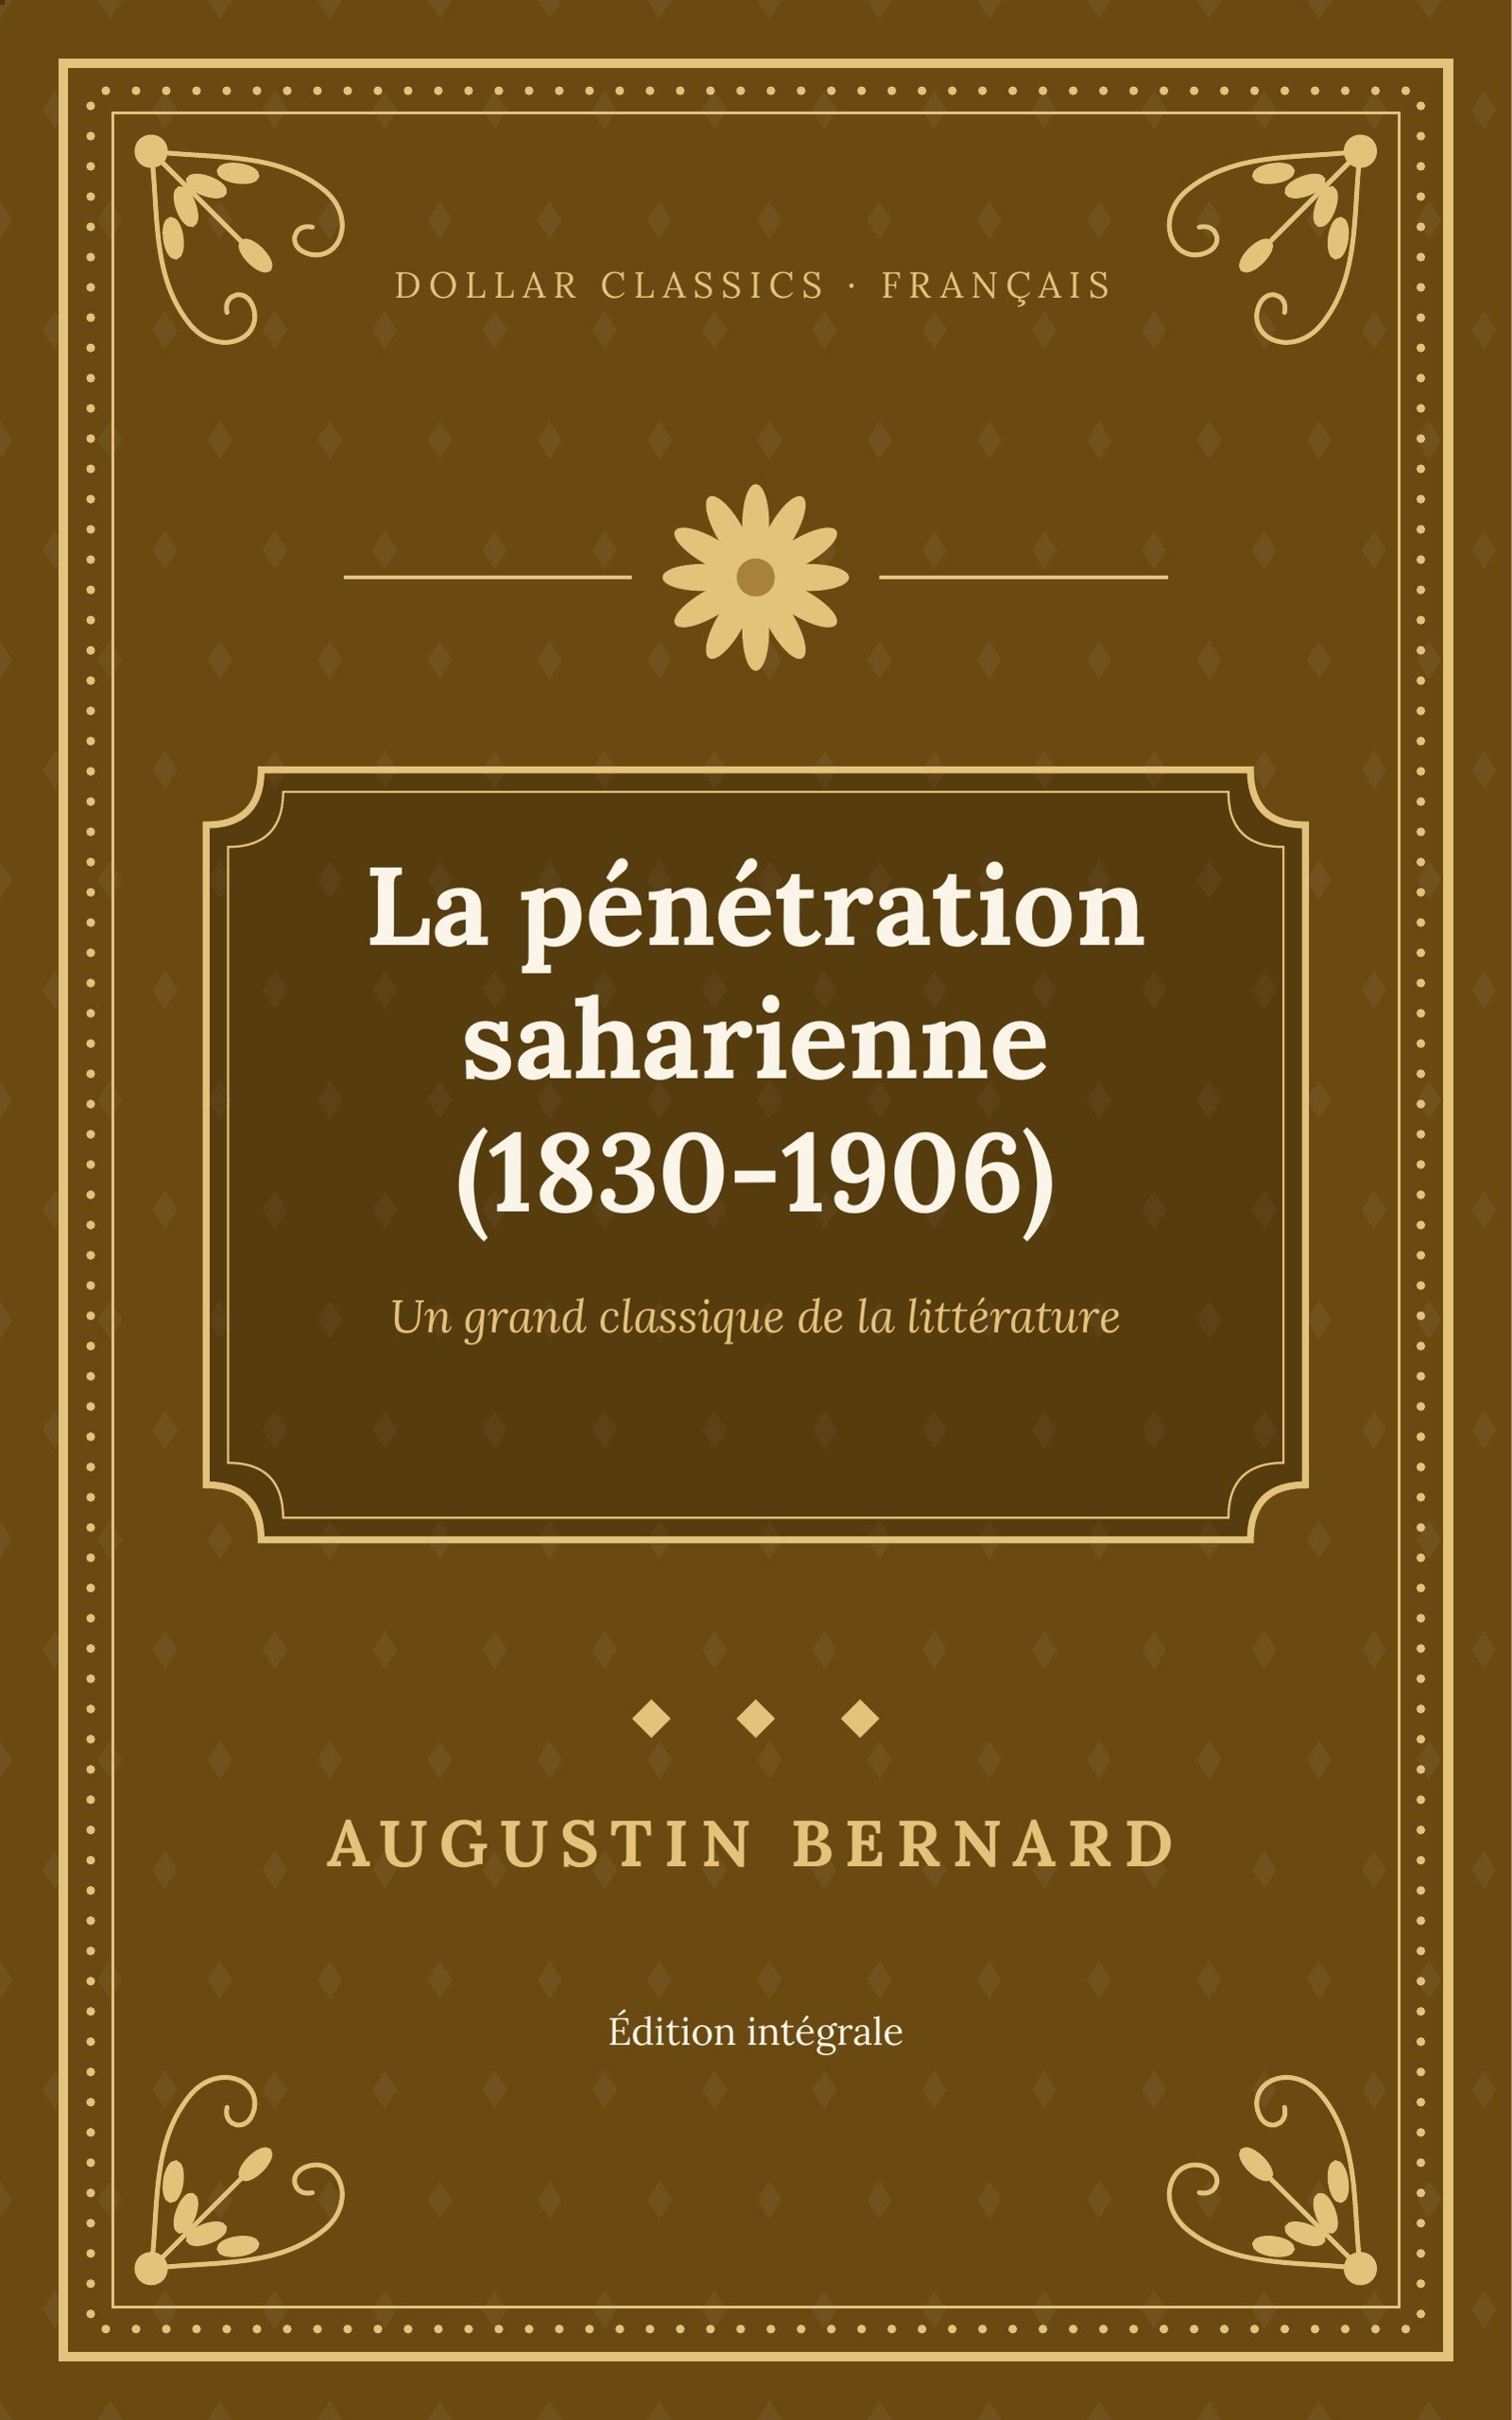 DOLLAR CLASSICS · FRANÇAIS
La pénétration
saharienne
(1830-1906)
Un grand classique de la littérature
AUGUSTIN BERNARD
Édition intégrale